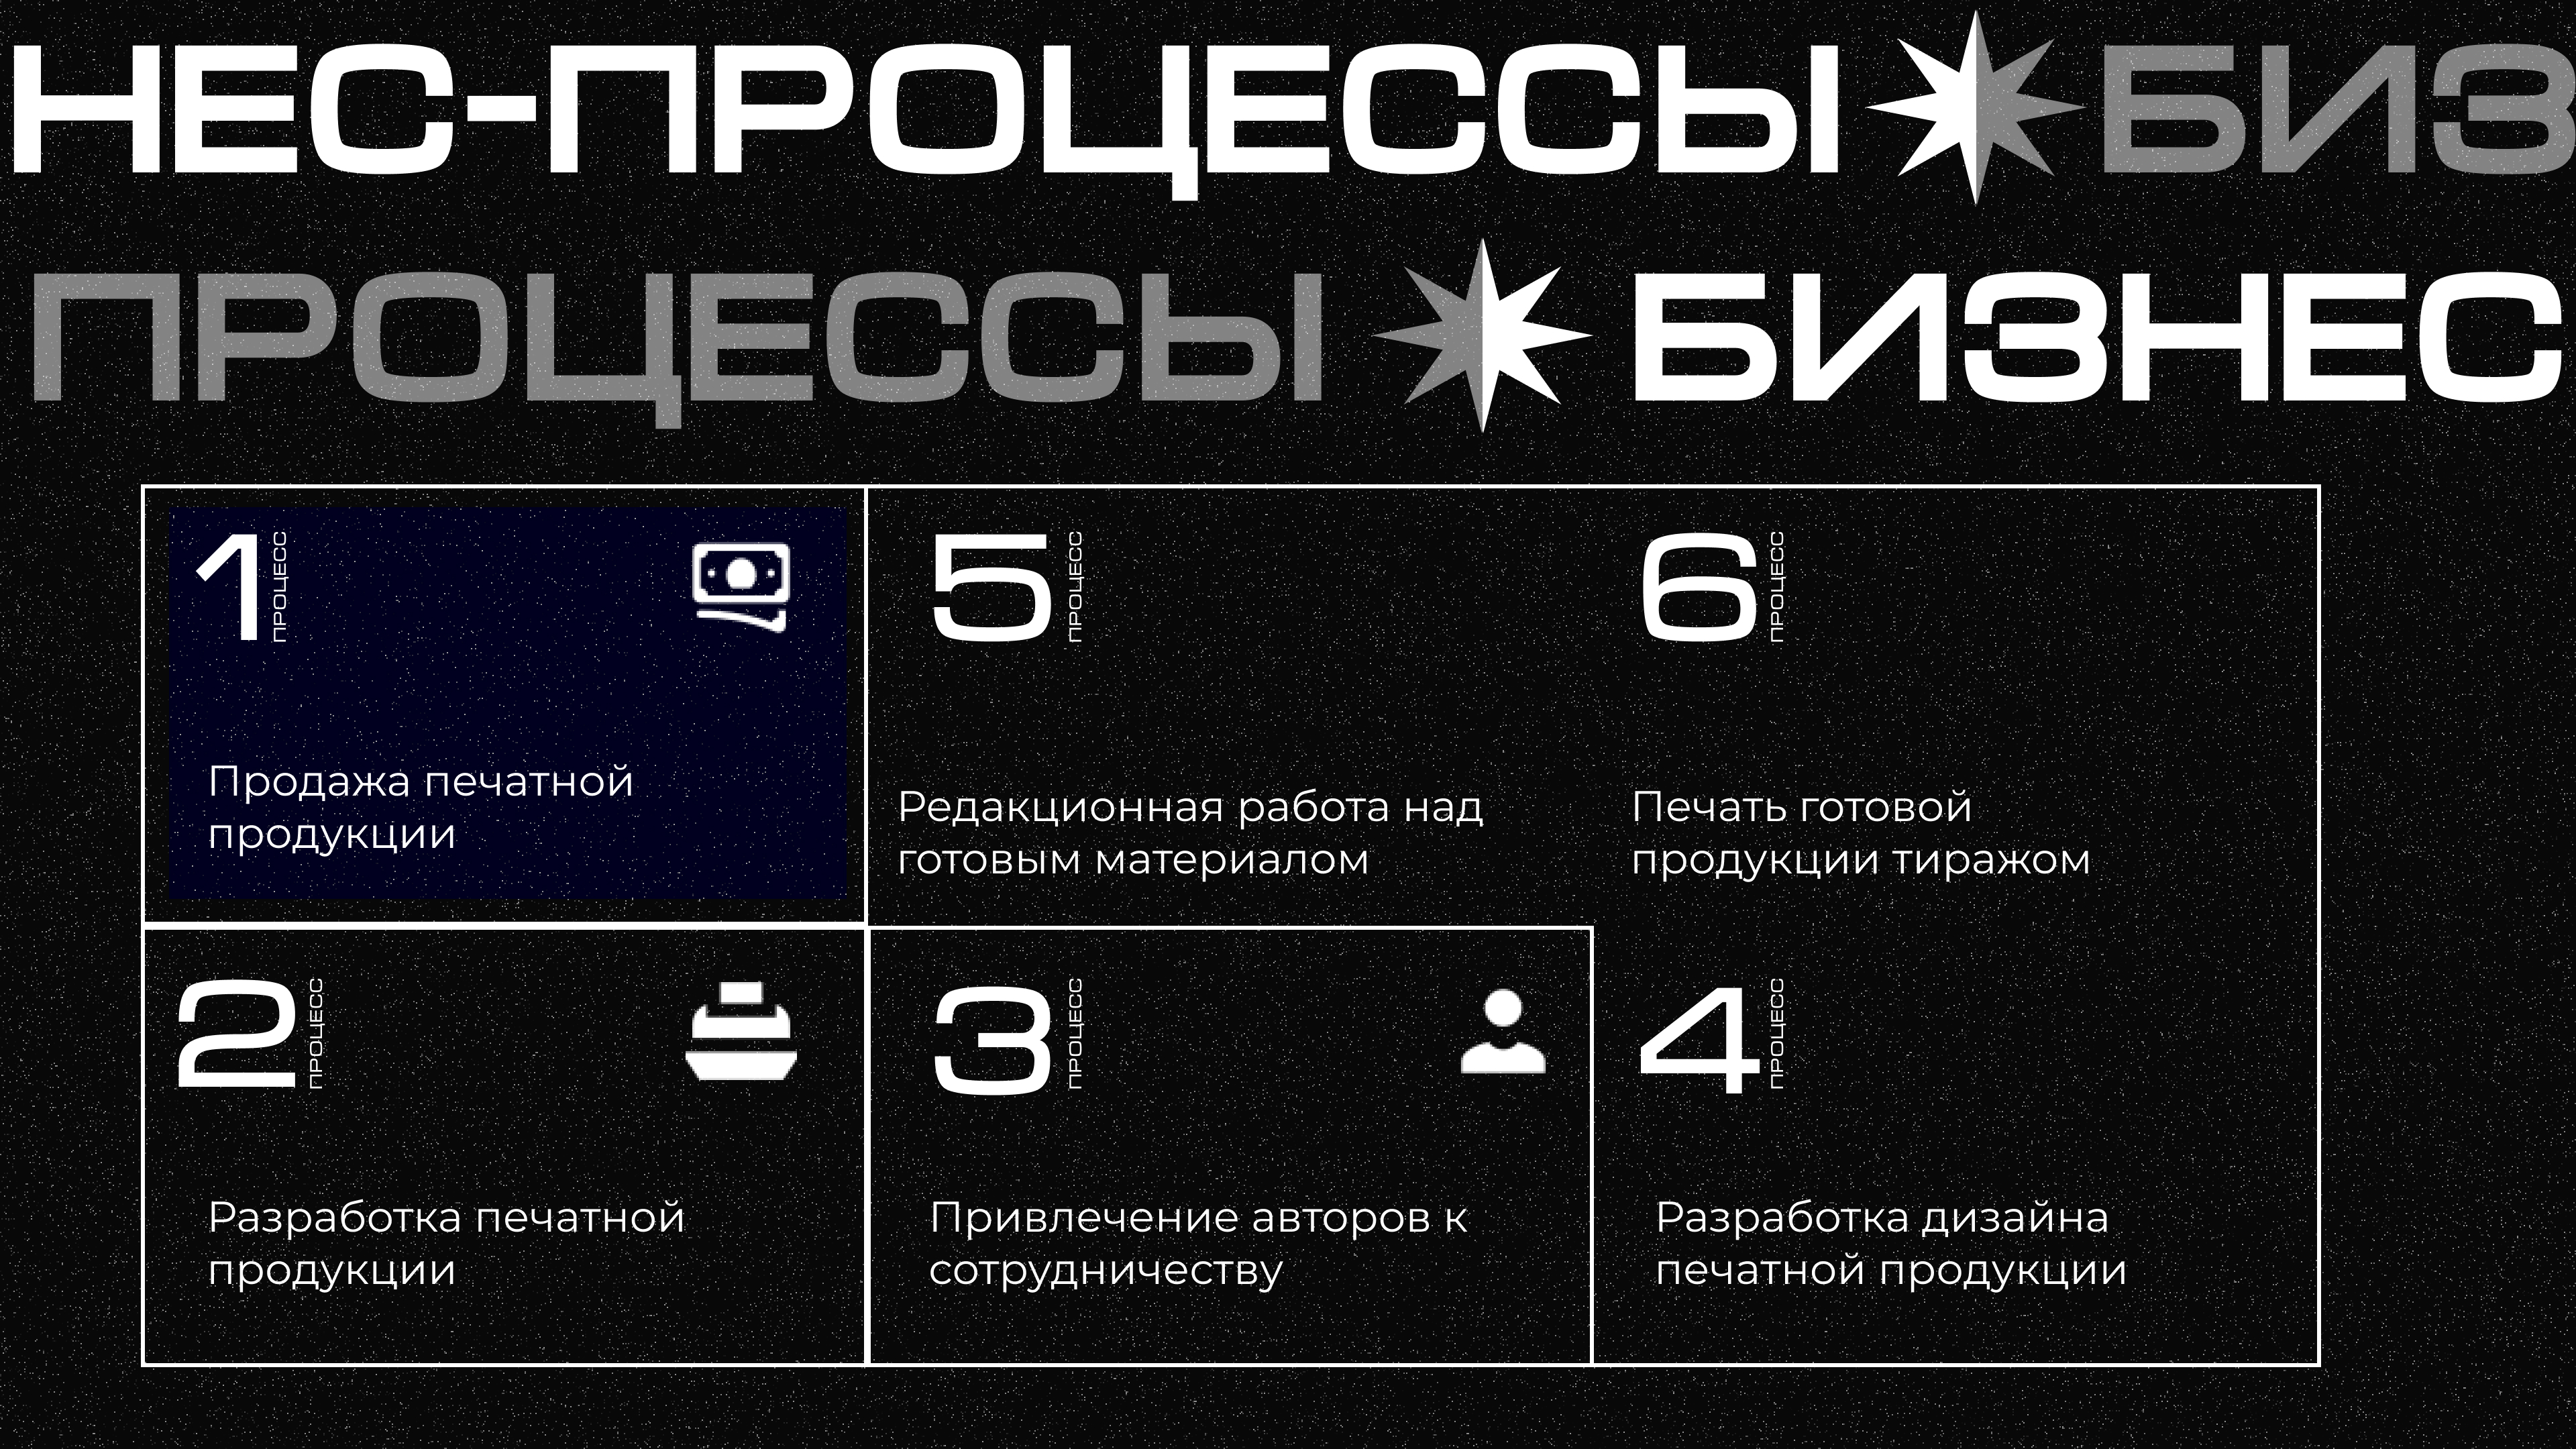 НЕС-ПРОЦЕССЫ БИЗ
ПРОЦЕССЫ БИЗНЕС
1 ПРОЦЕСС
Продажа печатной
продукции
5 ПРОЦЕСС
Редакционная работа над
готовым материалом
6 ПРОЦЕСС
Печать готовой
продукции тиражом
2 ПРОЦЕСС
Разработка печатной
продукции
3 ПРОЦЕСС
Привлечение авторов к
сотрудничеству
4 ПРОЦЕСС
Разработка дизайна
печатной продукции